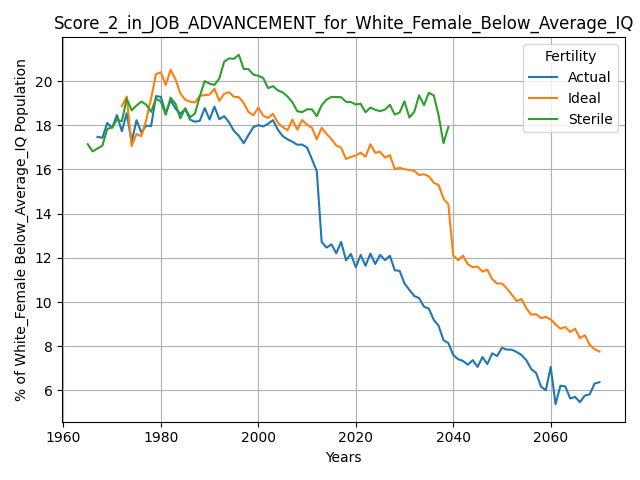 Score_2_in_JOB_ADVANCEMENT_for_White_Female_Below_Average_IQ
Fertility
Actual
Ideal
Sterile
% of White_Female Below_Average_IQ Population
20
18
16
14
12
10
8
6
1960
1980
2000
2020
2040
2060
Years